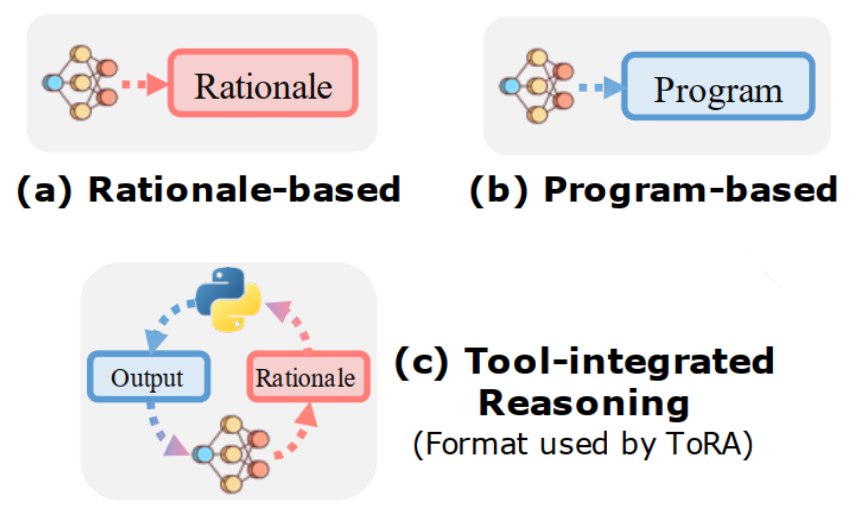 Rationale
Program
(a) Rationale-based
(b) Program-based
Output
Rationale
(c) Tool-integrated
Reasoning
(Format used by ToRA)